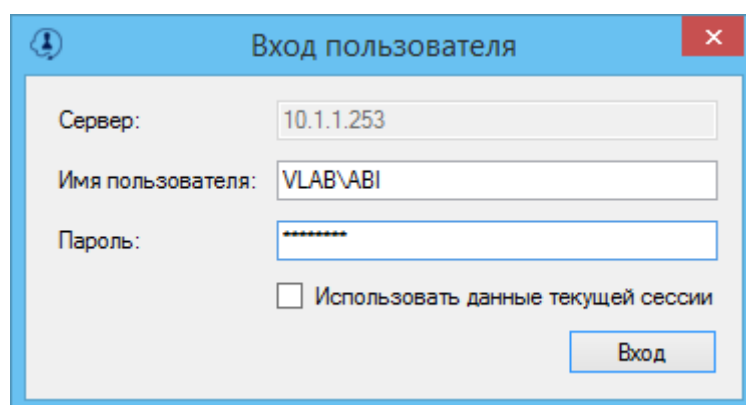 Вход пользователя
Сервер: 10.1.1.253
Имя пользователя: VLAB\ABI
Пароль: ********
Использовать данные текущей сессии
Вход